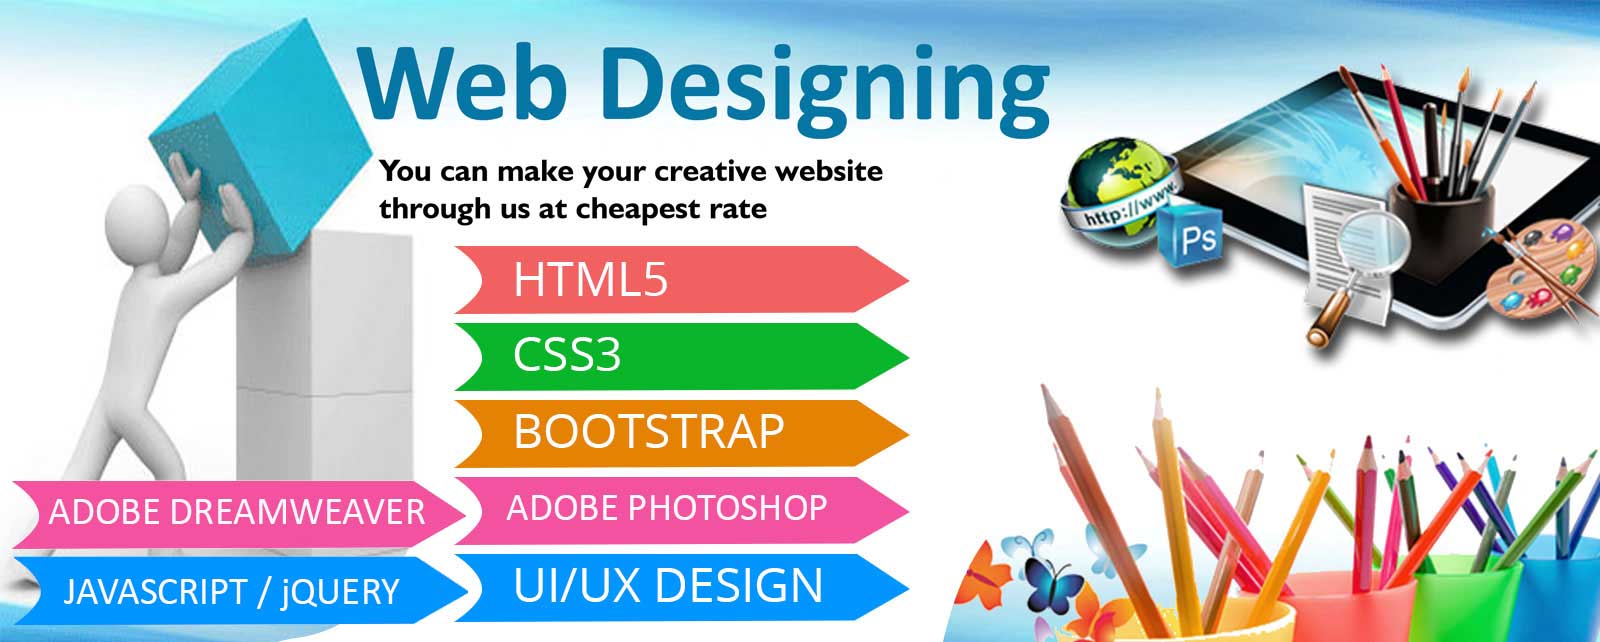 Web Designing
You can make your creative website
through us at cheapest rate
HTML5
CSS3
BOOTSTRAP
ADOBE DREAMWEAVER
ADOBE PHOTOSHOP
JAVASCRIPT / jQUERY
UI/UX DESIGN
http://www.
Ps